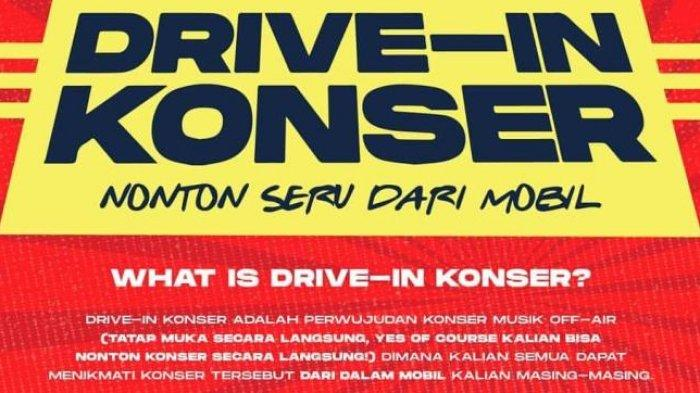 DRIVE-IN
KONSER
NONTON SERU DARI MOBIL
WHAT IS DRIVE-IN KONSER?
DRIVE-IN KONSER ADALAH PERWUJUDAN KONSER MUSIK OFF-AIR
(TATAP MUKA SECARA LANGSUNG, YES OF COURSE KALIAN BISA
NONTON KONSER SECARA LANGSUNG!) DIMANA KALIAN SEMUA DAPAT
MENIKMATI KONSER TERSEBUT DARI DALAM MOBIL KALIAN MASING-MASING.